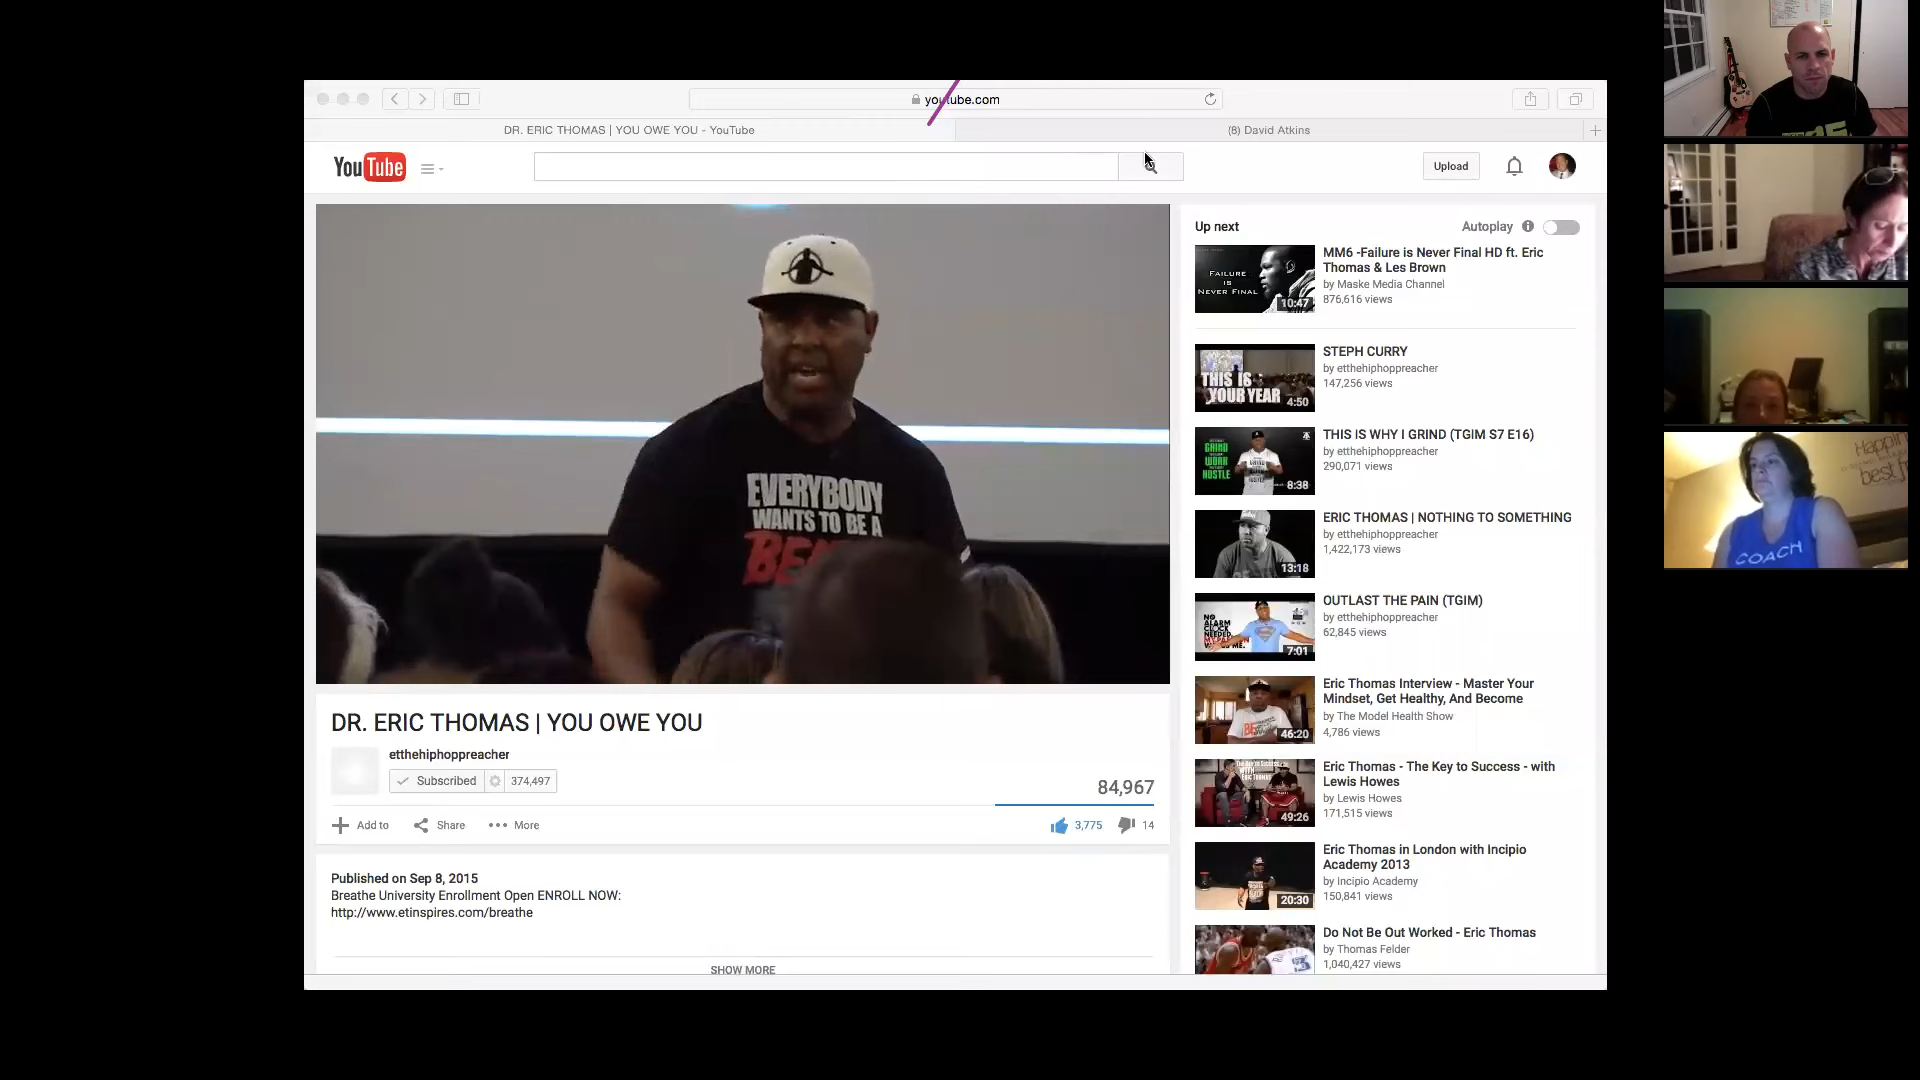 youtube.com
DR. ERIC THOMAS | YOU OWE YOU - YouTube
(8) David Atkins
YouTube
Upload
EVERYBODY
WANTS TO BE A
DR. ERIC THOMAS | YOU OWE YOU
etthehiphoppreacher
Subscribed 374,497
84,967
Add to Share More
3,775 14
Published on Sep 8, 2015
Breathe University Enrollment Open ENROLL NOW:
http://www.etinspires.com/breathe
SHOW MORE
Up next
Autoplay
FAILURE
IS
NEVER FINAL
10:47
MM6 -Failure is Never Final HD ft. Eric
Thomas & Les Brown
by Maske Media Channel
876,616 views
THIS IS
YOUR YEAR
4:50
STEPH CURRY
by etthehiphoppreacher
147,256 views
GRIND
WORK
HUSTLE
8:38
THIS IS WHY I GRIND (TGIM S7 E16)
by etthehiphoppreacher
290,071 views
13:18
ERIC THOMAS | NOTHING TO SOMETHING
by etthehiphoppreacher
1,422,173 views
NO
ALARM
CLOCK
NEEDED
7:01
OUTLAST THE PAIN (TGIM)
by etthehiphoppreacher
62,845 views
46:20
Eric Thomas Interview - Master Your
Mindset, Get Healthy, And Become
by The Model Health Show
4,786 views
49:26
Eric Thomas - The Key to Success - with
Lewis Howes
by Lewis Howes
171,515 views
20:30
Eric Thomas in London with Incipio
Academy 2013
by Incipio Academy
150,841 views
Do Not Be Out Worked - Eric Thomas
by Thomas Felder
1,040,427 views
COACH